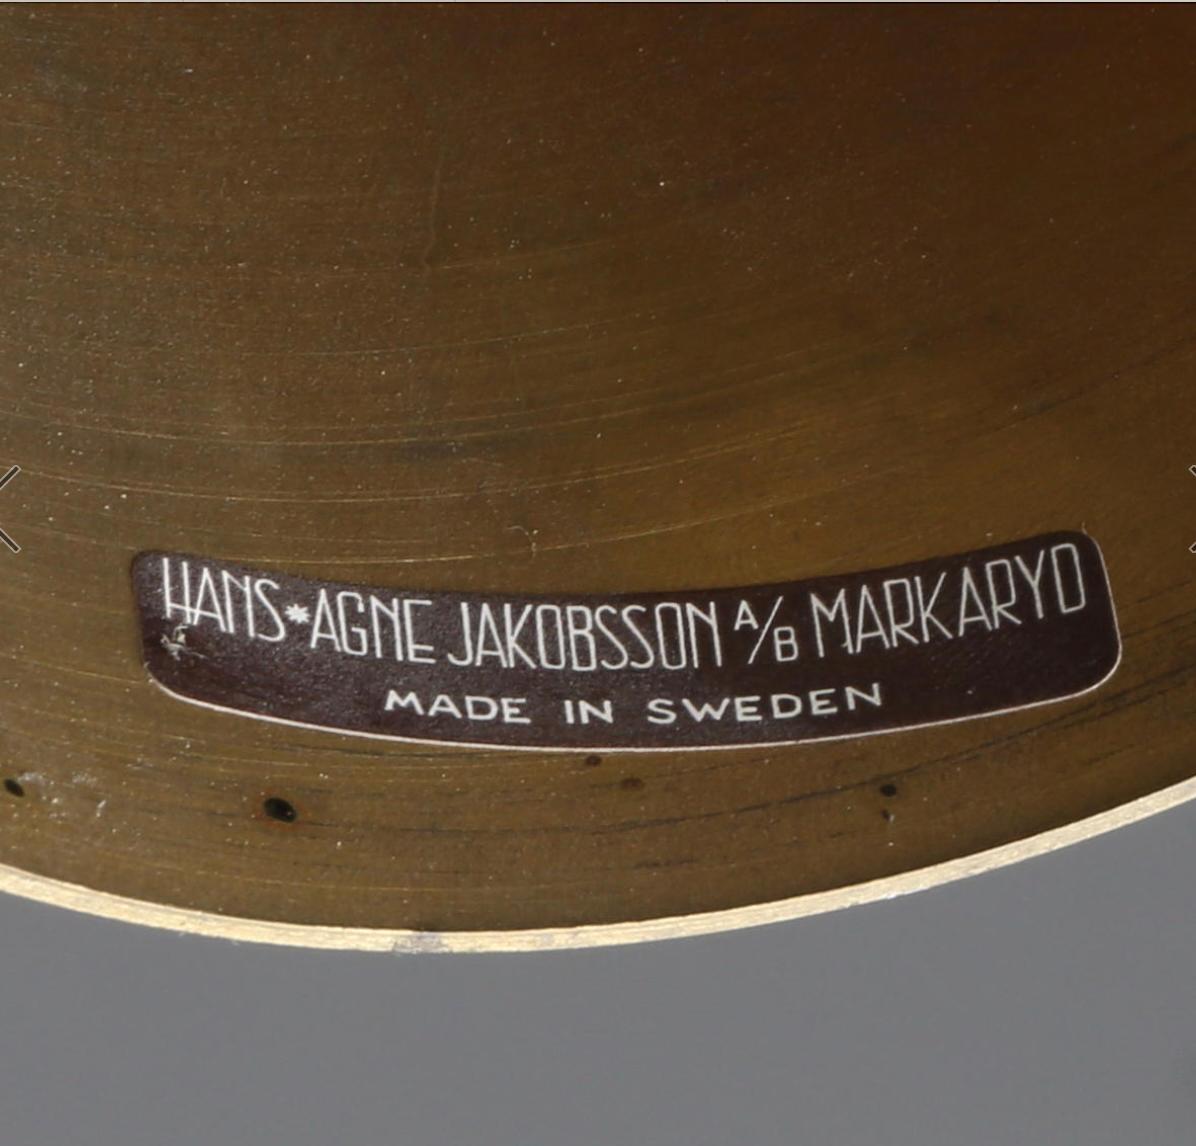 HANS*AGNE JAKOBSSON A/B MARKARYD
MADE IN SWEDEN